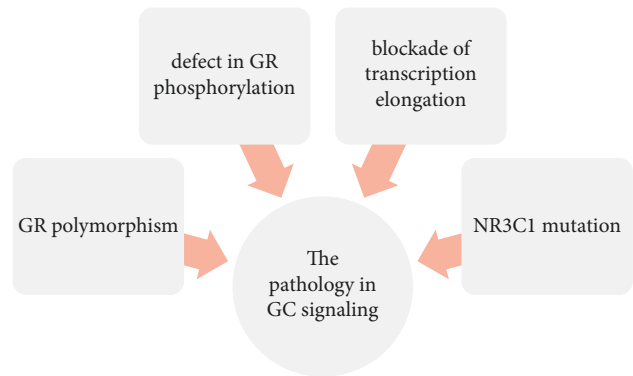 defect in GR
phosphorylation
blockade of
transcription
elongation
GR polymorphism
NR3C1 mutation
The
pathology in
GC signaling